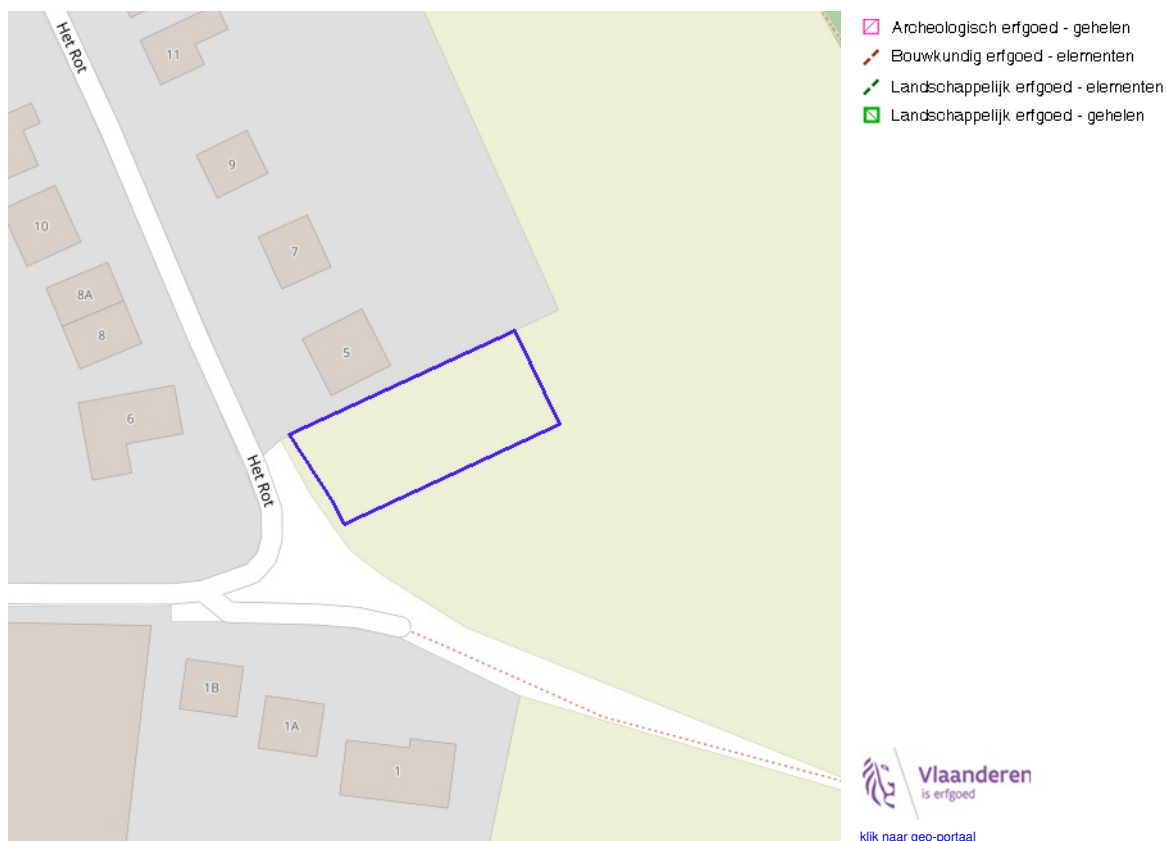 Het Rot
11
9
10
7
8A
8
5
6
Het Rot
1B
1A
1
Archeologisch erfgoed - gehelen
Bouwkundig erfgoed - elementen
Landschappelijk erfgoed - elementen
Landschappelijk erfgoed - gehelen
Vlaanderen
is erfgoed
klik naar geo-portaal